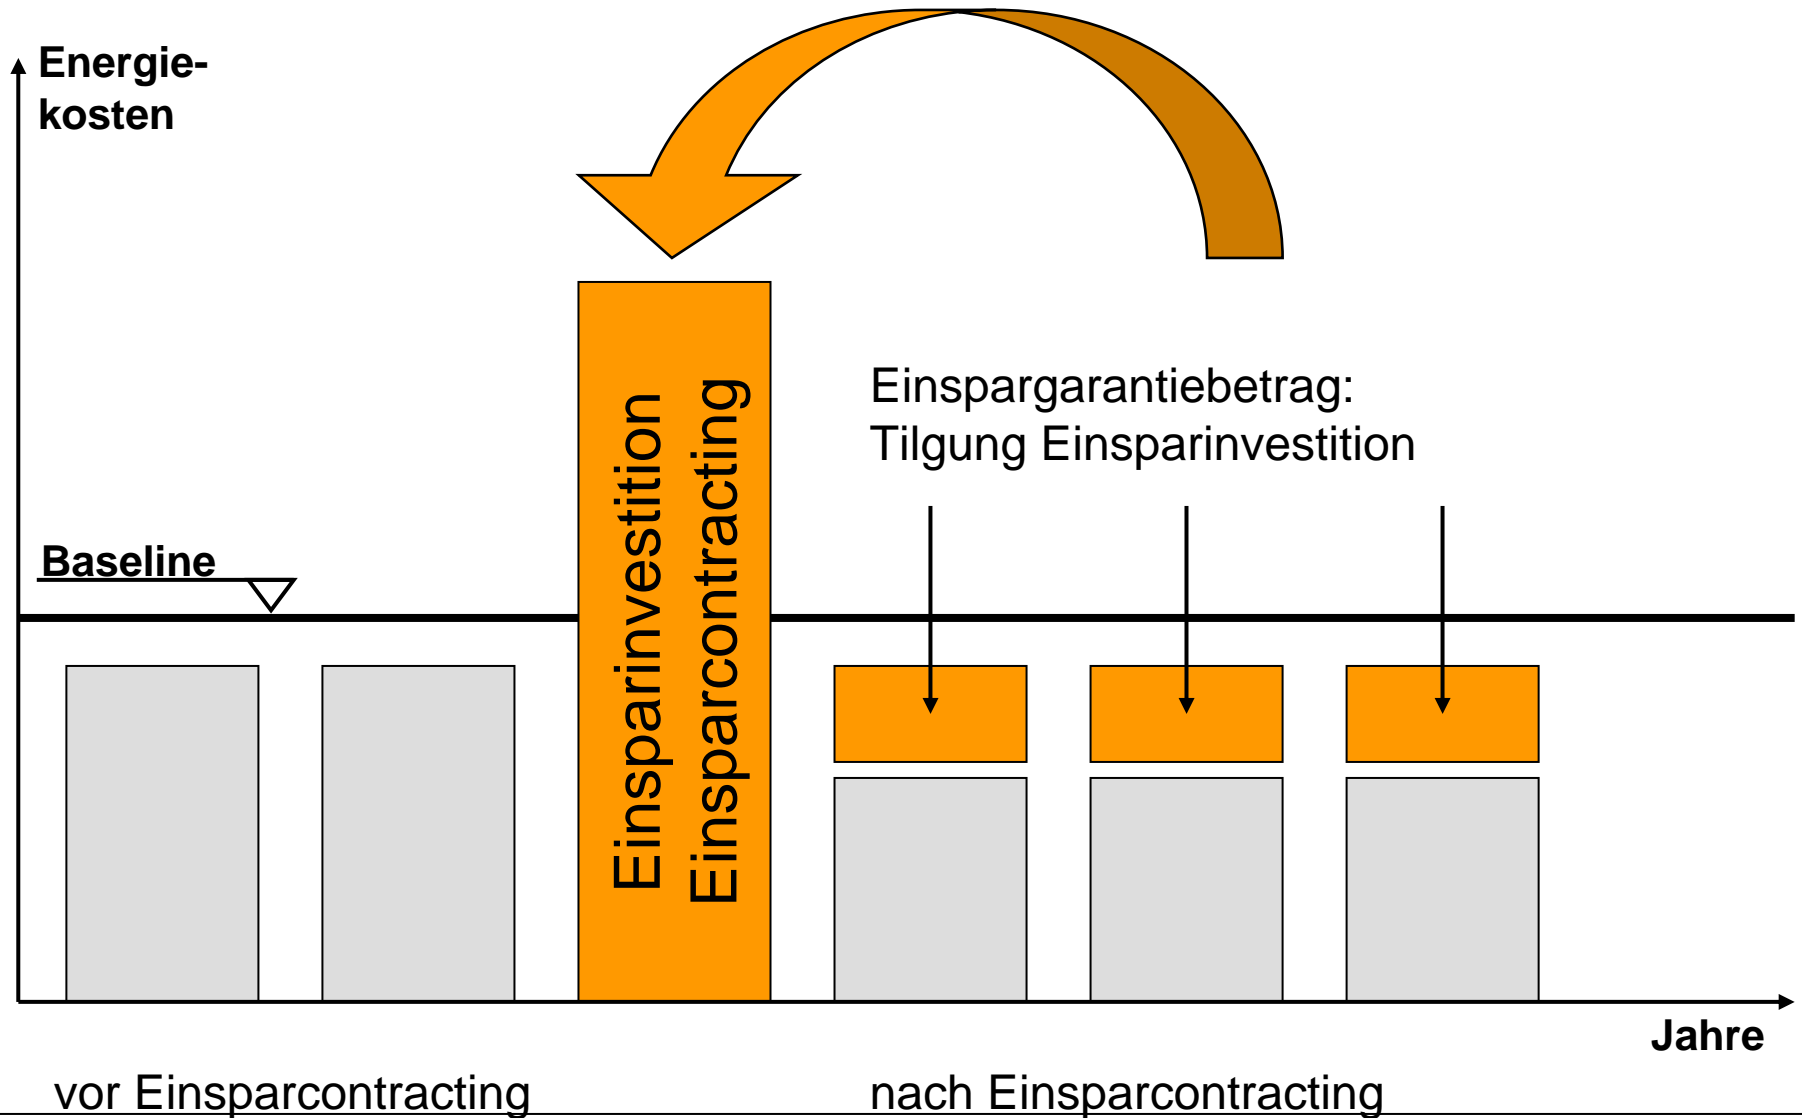 Energie-
kosten
Einspargarantiebetrag:
Tilgung Einsparinvestition
Einsparinvestition
Einsparcontracting
Baseline
Jahre
vor Einsparcontracting
nach Einsparcontracting